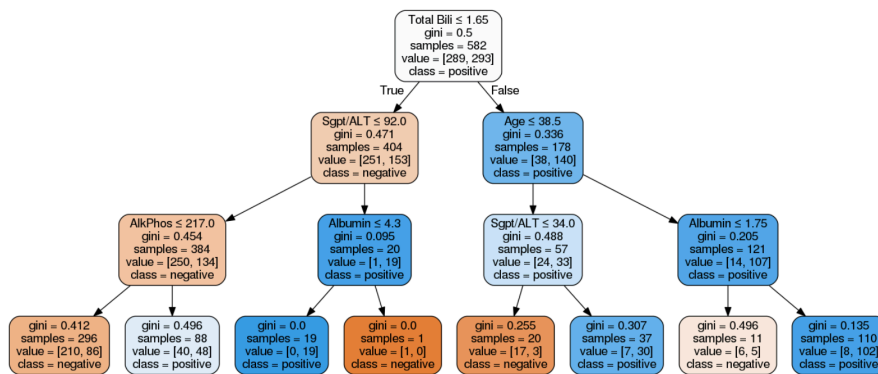 Total Bili ≤ 1.65
gini = 0.5
samples = 582
value = [289, 293]
class = positive
True
False
Sgpt/ALT ≤ 92.0
gini = 0.471
samples = 404
value = [251, 153]
class = negative
Age ≤ 38.5
gini = 0.336
samples = 178
value = [38, 140]
class = positive
AlkPhos ≤ 217.0
gini = 0.454
samples = 384
value = [250, 134]
class = negative
Albumin ≤ 4.3
gini = 0.095
samples = 20
value = [1, 19]
class = positive
Sgpt/ALT ≤ 34.0
gini = 0.488
samples = 57
value = [24, 33]
class = positive
Albumin ≤ 1.75
gini = 0.205
samples = 121
value = [14, 107]
class = positive
gini = 0.412
samples = 296
value = [210, 86]
class = negative
gini = 0.496
samples = 88
value = [40, 48]
class = positive
gini = 0.0
samples = 19
value = [0, 19]
class = positive
gini = 0.0
samples = 1
value = [1, 0]
class = negative
gini = 0.255
samples = 20
value = [17, 3]
class = negative
gini = 0.307
samples = 37
value = [7, 30]
class = positive
gini = 0.496
samples = 11
value = [6, 5]
class = negative
gini = 0.135
samples = 110
value = [8, 102]
class = positive